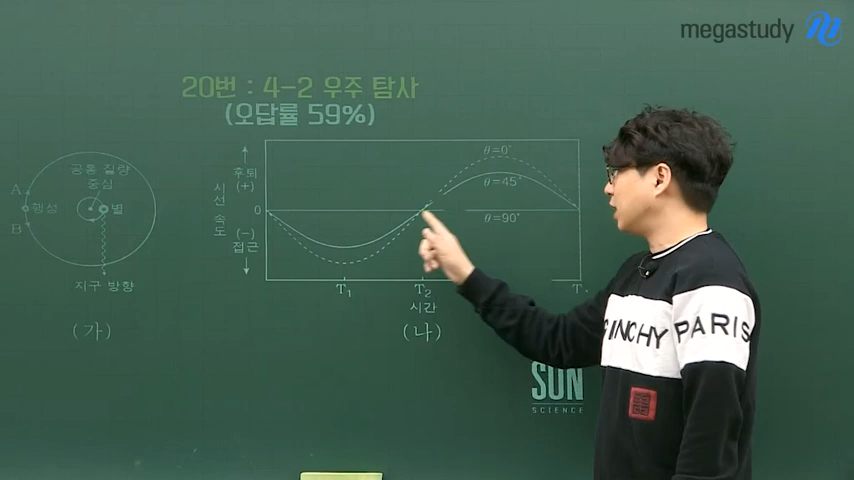 megastudy
20번 : 4-2 우주 탐사
(오답률 59%)
공통 질량
중심
A
행성
별
B
지구 방향
(가)
후퇴
(+)
시선 속도
0
(-)
접근
θ=0°
θ=45°
θ=90°
T₁
T₂
시간
(나)
PARIS
SUN
SCIENCE